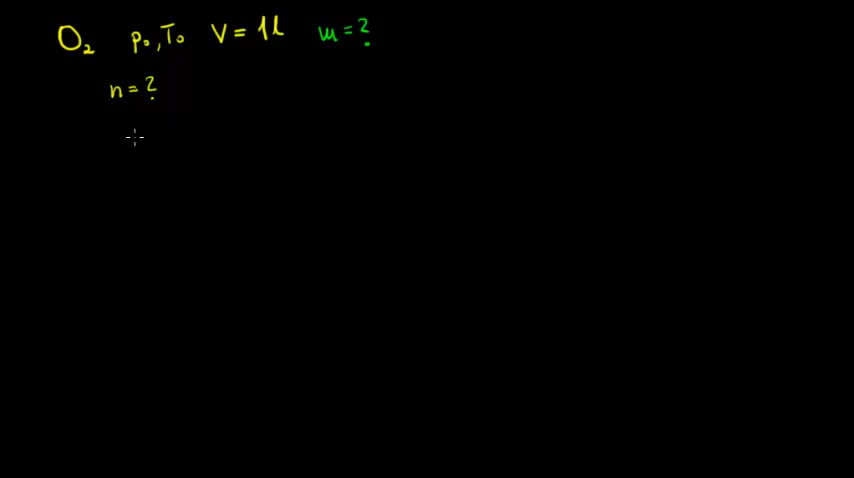 O₂ p₀, T₀ V = 1l m = ?
n = ?